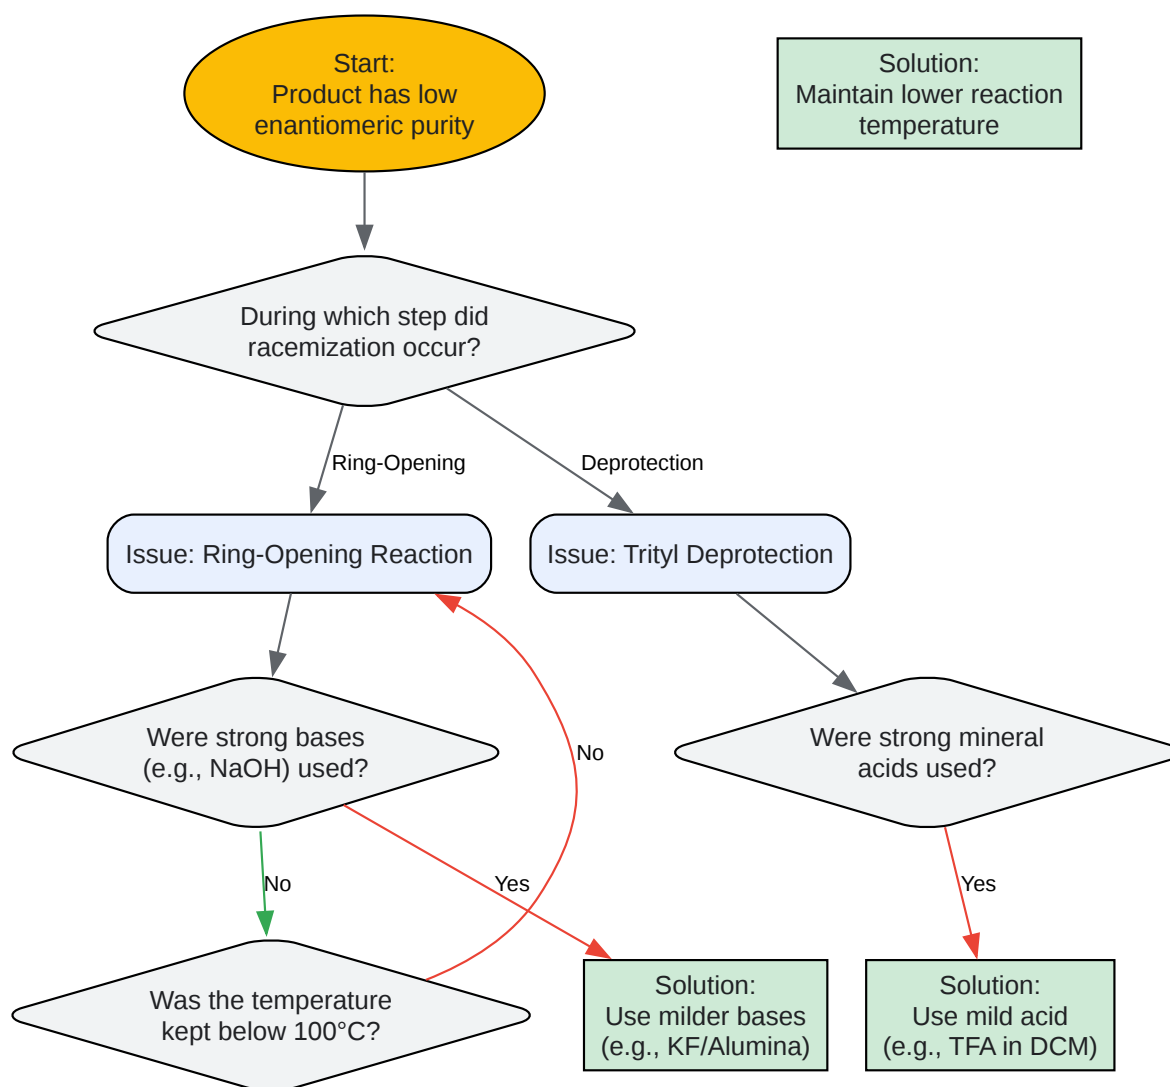 Start:
Product has low
enantiomeric purity
Solution:
Maintain lower reaction
temperature
During which step did
racemization occur?
Ring-Opening
Deprotection
Issue: Ring-Opening Reaction
Issue: Trityl Deprotection
Were strong bases
(e.g., NaOH) used?
No
Were strong mineral
acids used?
No
Yes
Yes
Was the temperature
kept below 100°C?
Solution:
Use milder bases
(e.g., KF/Alumina)
Solution:
Use mild acid
(e.g., TFA in DCM)